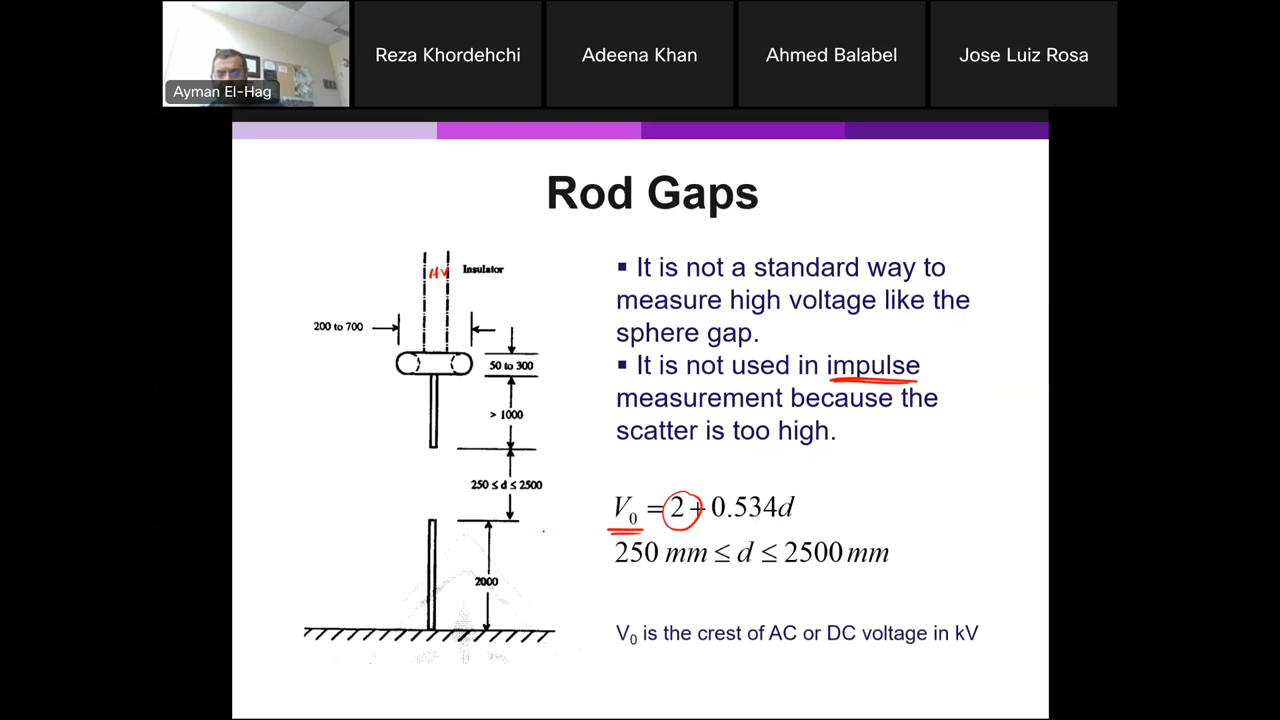 Ayman El-Hag
Reza Khordehchi
Adeena Khan
Ahmed Balabel
Jose Luiz Rosa
Rod Gaps
HV
Insulator
200 to 700
50 to 300
> 1000
250 ≤ d ≤ 2500
2000
▪ It is not a standard way to
measure high voltage like the
sphere gap.
▪ It is not used in impulse
measurement because the
scatter is too high.
V₀ = 2 + 0.534d
250 mm ≤ d ≤ 2500 mm
V₀ is the crest of AC or DC voltage in kV